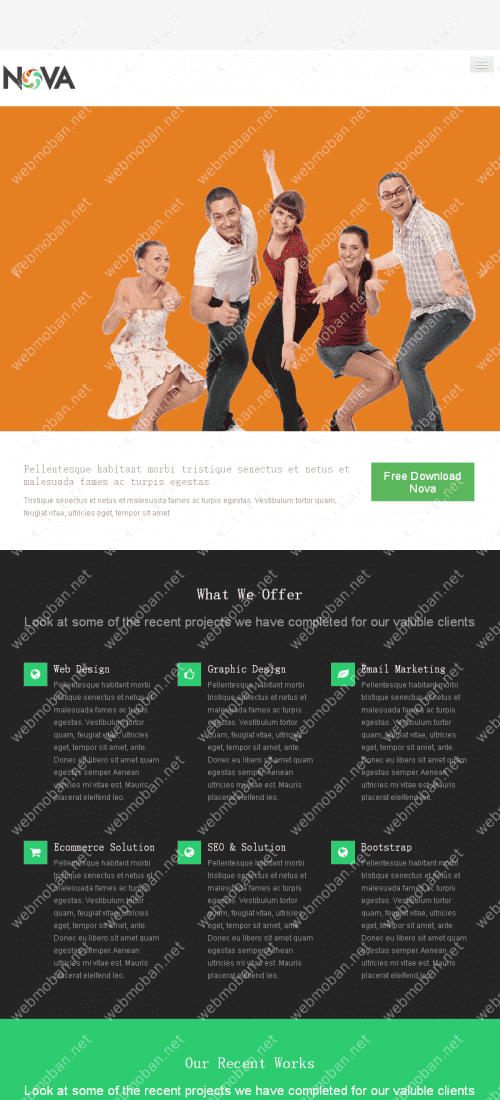 NOVA
Pellentesque habitant morbi tristique senectus et netus et
malesuada fames ac turpis egestas
Tristique senectus et netus et malesuada fames ac turpis egestas. Vestibulum tortor quam,
feugiat vitae, ultricies eget, tempor sit amet
Free Download
Nova
What We Offer
Look at some of the recent projects we have completed for our valuble clients
Web Design
Pellentesque habitant morbi
tristique senectus et netus et
malesuada fames ac turpis
egestas. Vestibulum tortor
quam, feugiat vitae, ultricies
eget, tempor sit amet, ante.
Donec eu libero sit amet quam
egestas semper. Aenean
ultricies mi vitae est. Mauris
placerat eleifend leo.
Graphic Design
Pellentesque habitant morbi
tristique senectus et netus et
malesuada fames ac turpis
egestas. Vestibulum tortor
quam, feugiat vitae, ultricies
eget, tempor sit amet, ante.
Donec eu libero sit amet quam
egestas semper. Aenean
ultricies mi vitae est. Mauris
placerat eleifend leo.
Email Marketing
Pellentesque habitant morbi
tristique senectus et netus et
malesuada fames ac turpis
egestas. Vestibulum tortor
quam, feugiat vitae, ultricies
eget, tempor sit amet, ante.
Donec eu libero sit amet quam
egestas semper. Aenean
ultricies mi vitae est. Mauris
placerat eleifend leo.
Ecommerce Solution
Pellentesque habitant morbi
tristique senectus et netus et
malesuada fames ac turpis
egestas. Vestibulum tortor
quam, feugiat vitae, ultricies
eget, tempor sit amet, ante.
Donec eu libero sit amet quam
egestas semper. Aenean
ultricies mi vitae est. Mauris
placerat eleifend leo.
SEO & Solution
Pellentesque habitant morbi
tristique senectus et netus et
malesuada fames ac turpis
egestas. Vestibulum tortor
quam, feugiat vitae, ultricies
eget, tempor sit amet, ante.
Donec eu libero sit amet quam
egestas semper. Aenean
ultricies mi vitae est. Mauris
placerat eleifend leo.
Bootstrap
Pellentesque habitant morbi
tristique senectus et netus et
malesuada fames ac turpis
egestas. Vestibulum tortor
quam, feugiat vitae, ultricies
eget, tempor sit amet, ante.
Donec eu libero sit amet quam
egestas semper. Aenean
ultricies mi vitae est. Mauris
placerat eleifend leo.
Our Recent Works
Look at some of the recent projects we have completed for our valuble clients
webmoban.net